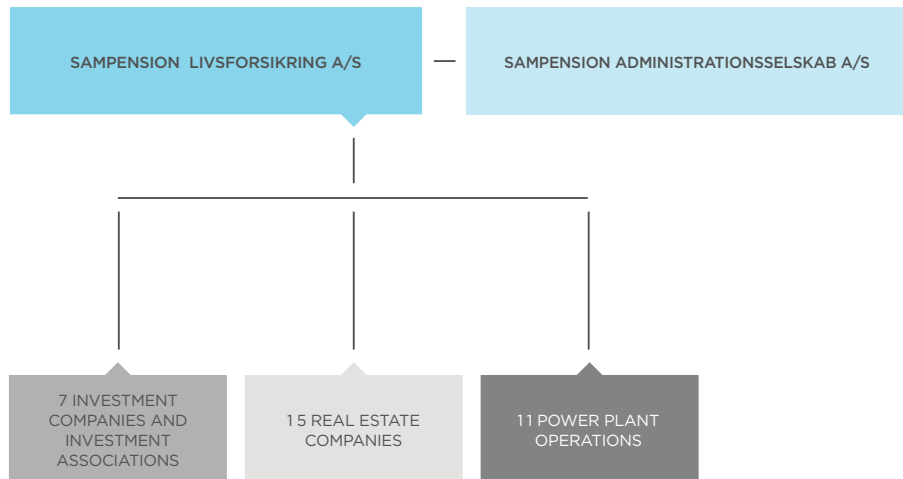 SAMPENSION LIVSFORSIKRING A/S
SAMPENSION ADMINISTRATIONSSELSKAB A/S
7 INVESTMENT
COMPANIES AND
INVESTMENT
ASSOCIATIONS
15 REAL ESTATE
COMPANIES
11 POWER PLANT
OPERATIONS